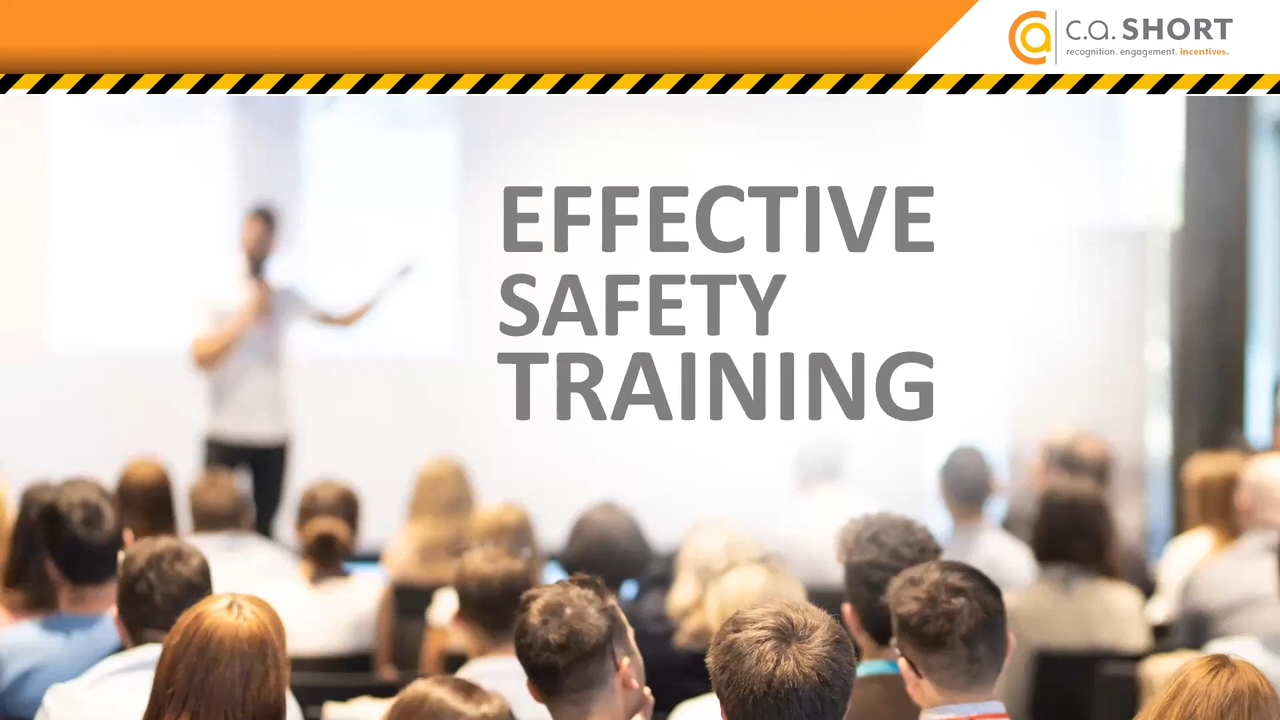 c.a. SHORT
recognition. engagement. incentives.
EFFECTIVE
SAFETY
TRAINING